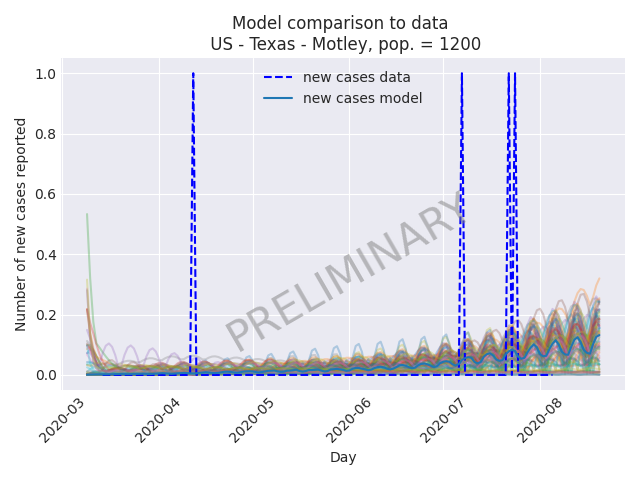 Model comparison to data
US - Texas - Motley, pop. = 1200
new cases data
new cases model
Number of new cases reported
1.0
0.8
0.6
0.4
0.2
0.0
PRELIMINARY
2020-03
2020-04
2020-05
2020-06
2020-07
2020-08
Day